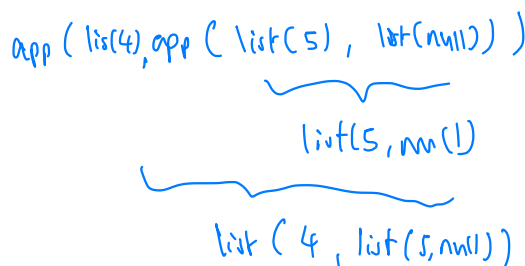 app ( lis(4), app ( list ( 5 ) , list ( null ) ) )
list ( 5 , null )
list ( 4 , list ( 5, null ) )